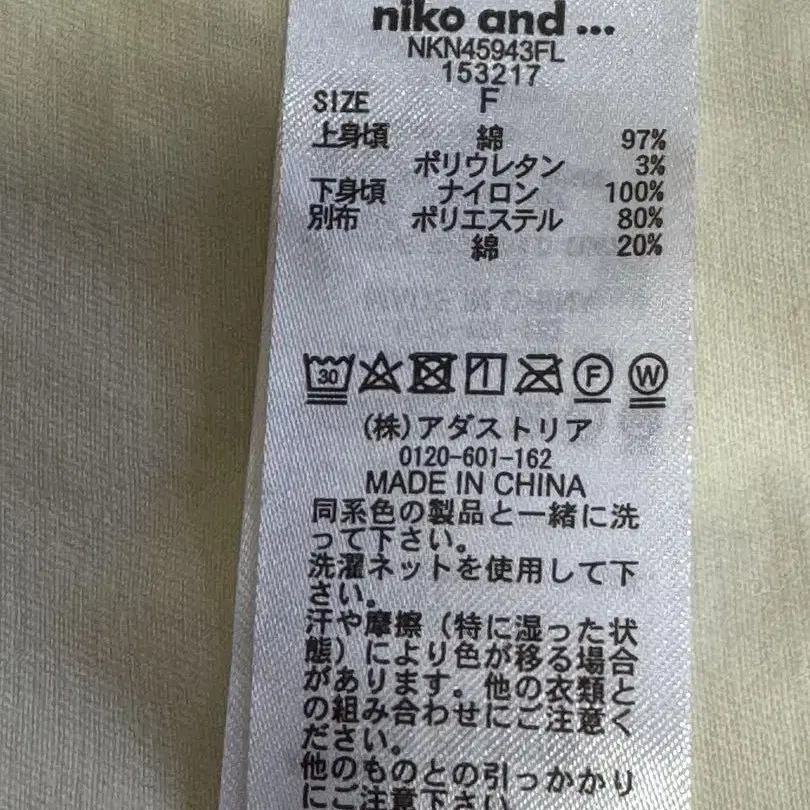 niko and ...
NKN45943FL
153217
SIZE F
上身頃 綿 97%
ポリウレタン 3%
下身頃 ナイロン 100%
別布 ポリエステル 80%
綿 20%
30 F W
(株)アダストリア
0120-601-162
MADE IN CHINA
同系色の製品と一緒に洗
って下さい。
洗濯ネットを使用して下
さい。
汗や摩擦(特に湿った状
態)により色が移る場合
があります。他の衣類と
の組み合わせにご注意く
ださい。
他のものとの引っかかり
にご注意下さい。